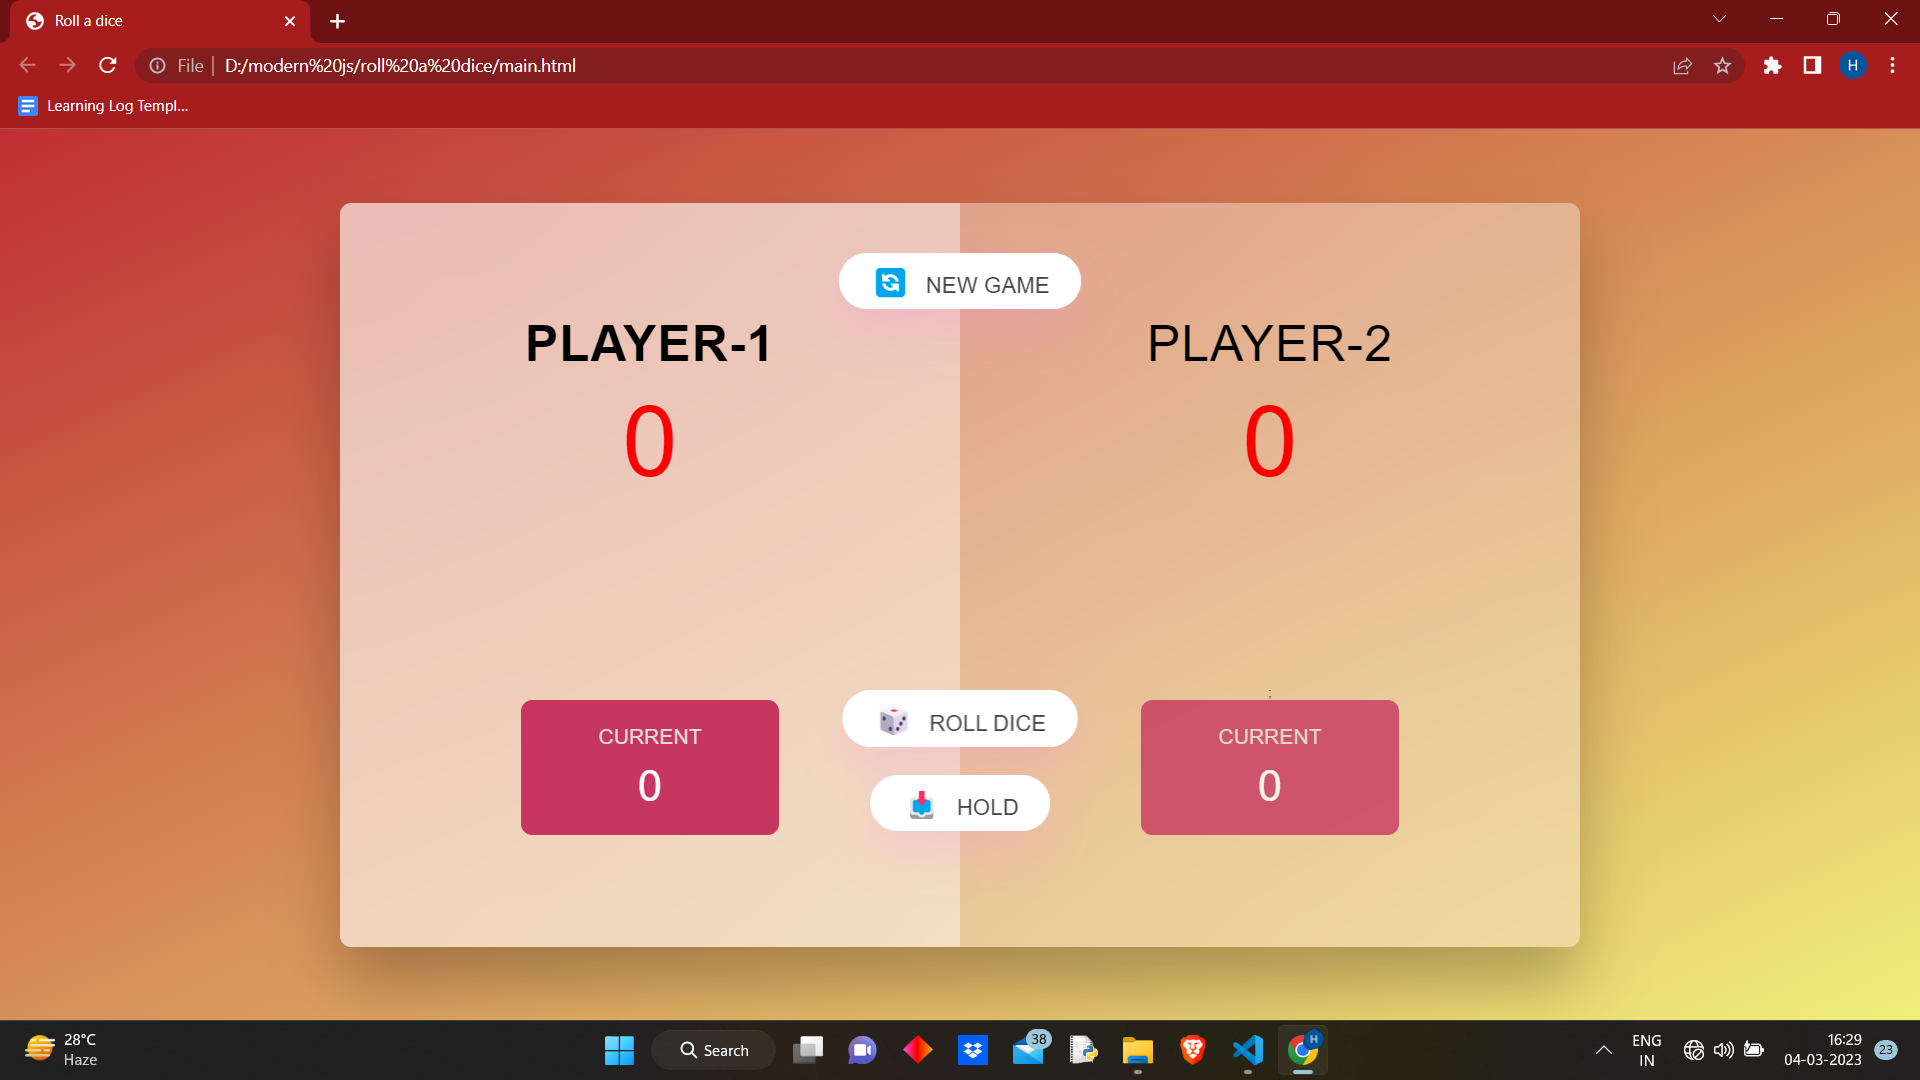 Roll a dice
File
D:/modern%20js/roll%20a%20dice/main.html
H
Learning Log Templ...
NEW GAME
PLAYER-1
PLAYER-2
0
0
;
CURRENT
0
ROLL DICE
HOLD
CURRENT
0
28°C
Haze
Search
38
H
ENG
IN
16:29
04-03-2023
23